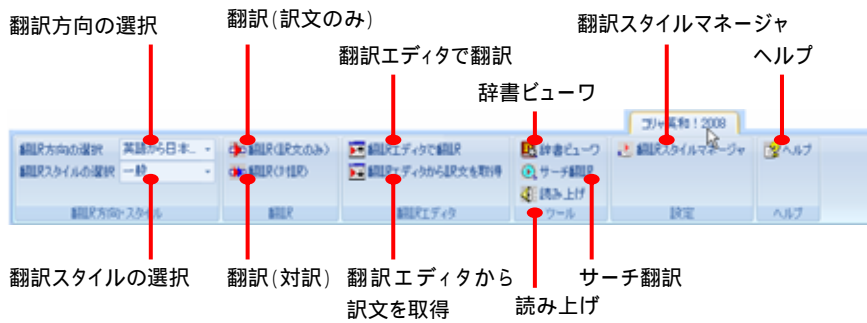 翻訳方向の選択
翻訳(訳文のみ)
翻訳スタイルマネージャ
翻訳エディタで翻訳
ヘルプ
辞書ビューワ
コリャ英和!2008
翻訳方向の選択 英語から日本...
翻訳(訳文のみ)
翻訳エディタで翻訳
辞書ビューワ
翻訳スタイルマネージャ
ヘルプ
翻訳スタイルの選択 一般
翻訳(対訳)
翻訳エディタから訳文を取得
サーチ翻訳
読み上げ
翻訳方向・スタイル
翻訳
翻訳エディタ
ツール
設定
ヘルプ
翻訳スタイルの選択
翻訳(対訳)
翻訳エディタから
訳文を取得
サーチ翻訳
読み上げ